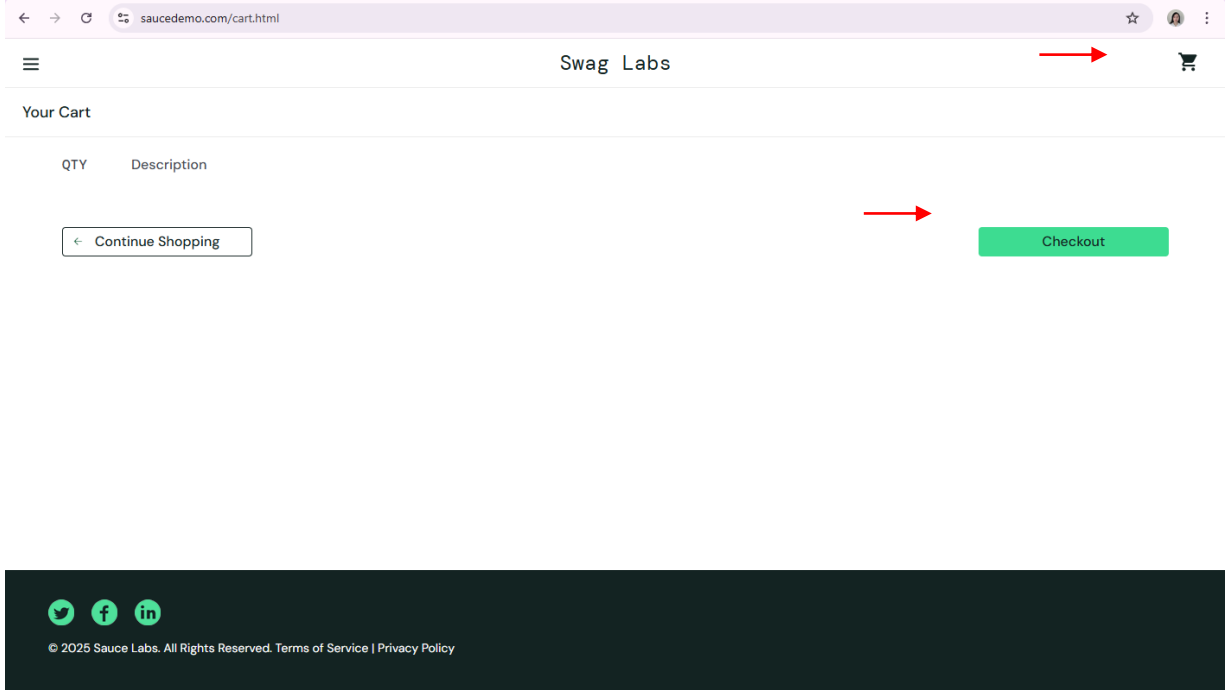 saucedemo.com/cart.html
Swag Labs
Your Cart
QTY Description
Continue Shopping Checkout
© 2025 Sauce Labs. All Rights Reserved. Terms of Service | Privacy Policy